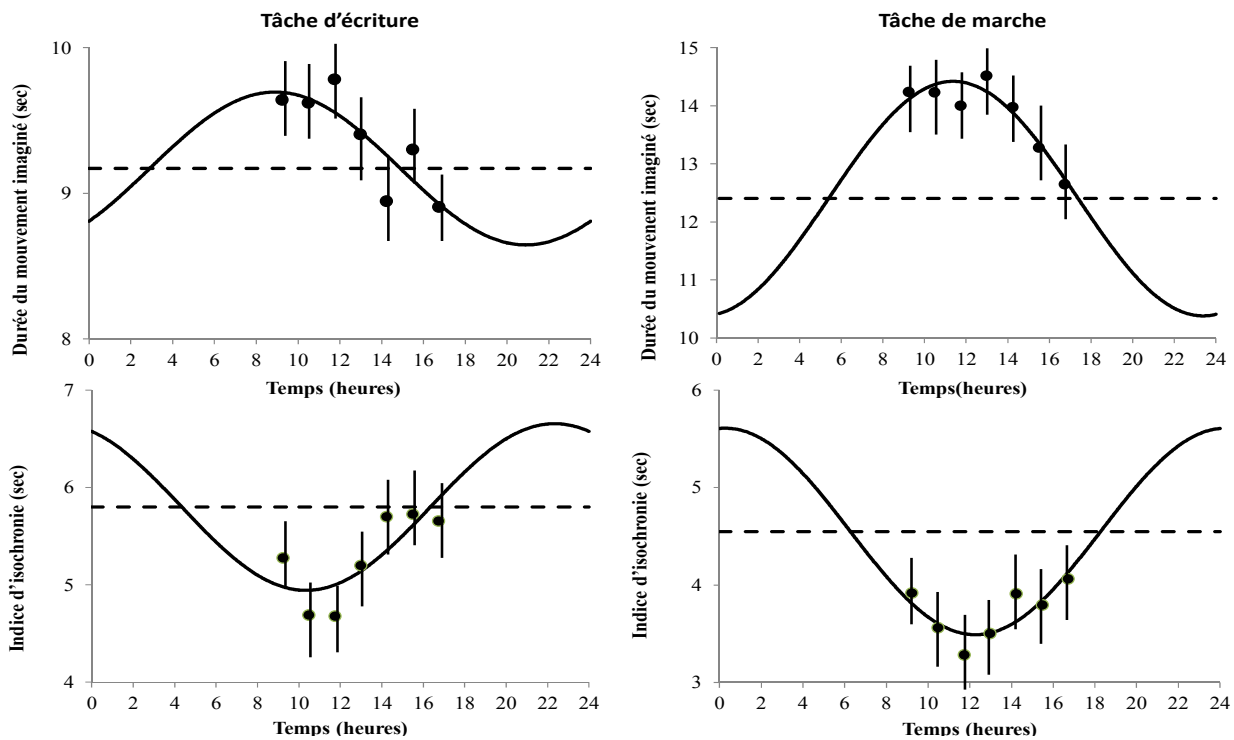 Tâche d'écriture
Durée du mouvement imaginé (sec)
10
9
8
0 2 4 6 8 10 12 14 16 18 20 22 24
Temps (heures)
Tâche de marche
Durée du mouvenent imaginé (sec)
15
14
13
12
11
10
0 2 4 6 8 10 12 14 16 18 20 22 24
Temps(heures)
Indice d'isochronie (sec)
7
6
5
4
0 2 4 6 8 10 12 14 16 18 20 22 24
Temps (heures)
Indice d'isochronie (sec)
6
5
4
3
0 2 4 6 8 10 12 14 16 18 20 22 24
Temps (heures)